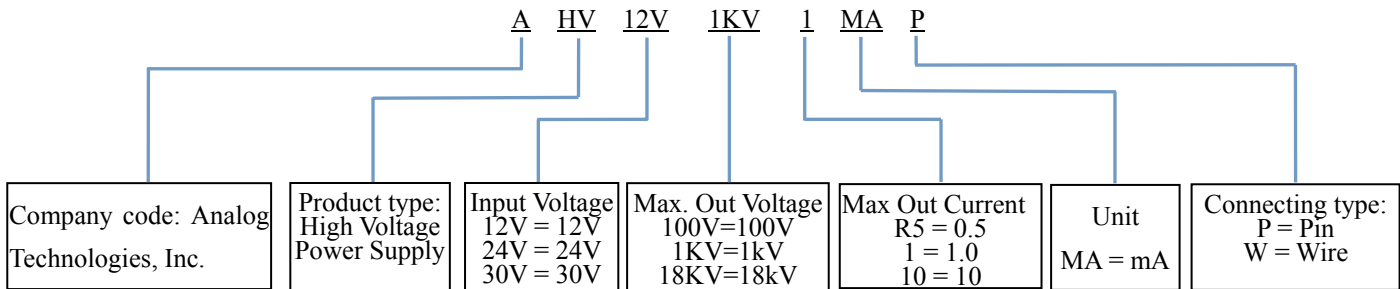 A HV 12V 1KV 1 MA P
Company code: Analog
Technologies, Inc.
Product type:
High Voltage
Power Supply
Input Voltage
12V = 12V
24V = 24V
30V = 30V
Max. Out Voltage
100V=100V
1KV=1kV
18KV=18kV
Max Out Current
R5 = 0.5
1 = 1.0
10 = 10
Unit
MA = mA
Connecting type:
P = Pin
W = Wire